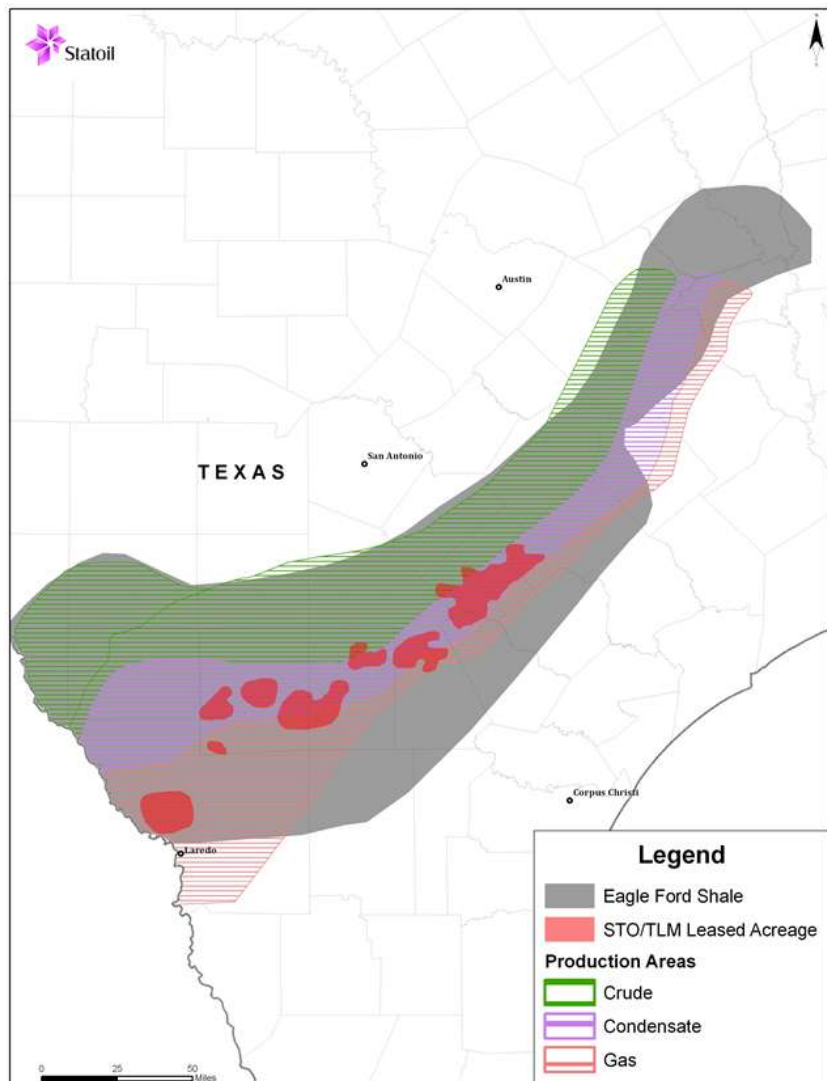 Statoil
Austin
San Antonio
TEXAS
Corpus Christi
Laredo
Legend
Eagle Ford Shale
STO/TLM Leased Acreage
Production Areas
Crude
Condensate
Gas
0 25 50
Miles